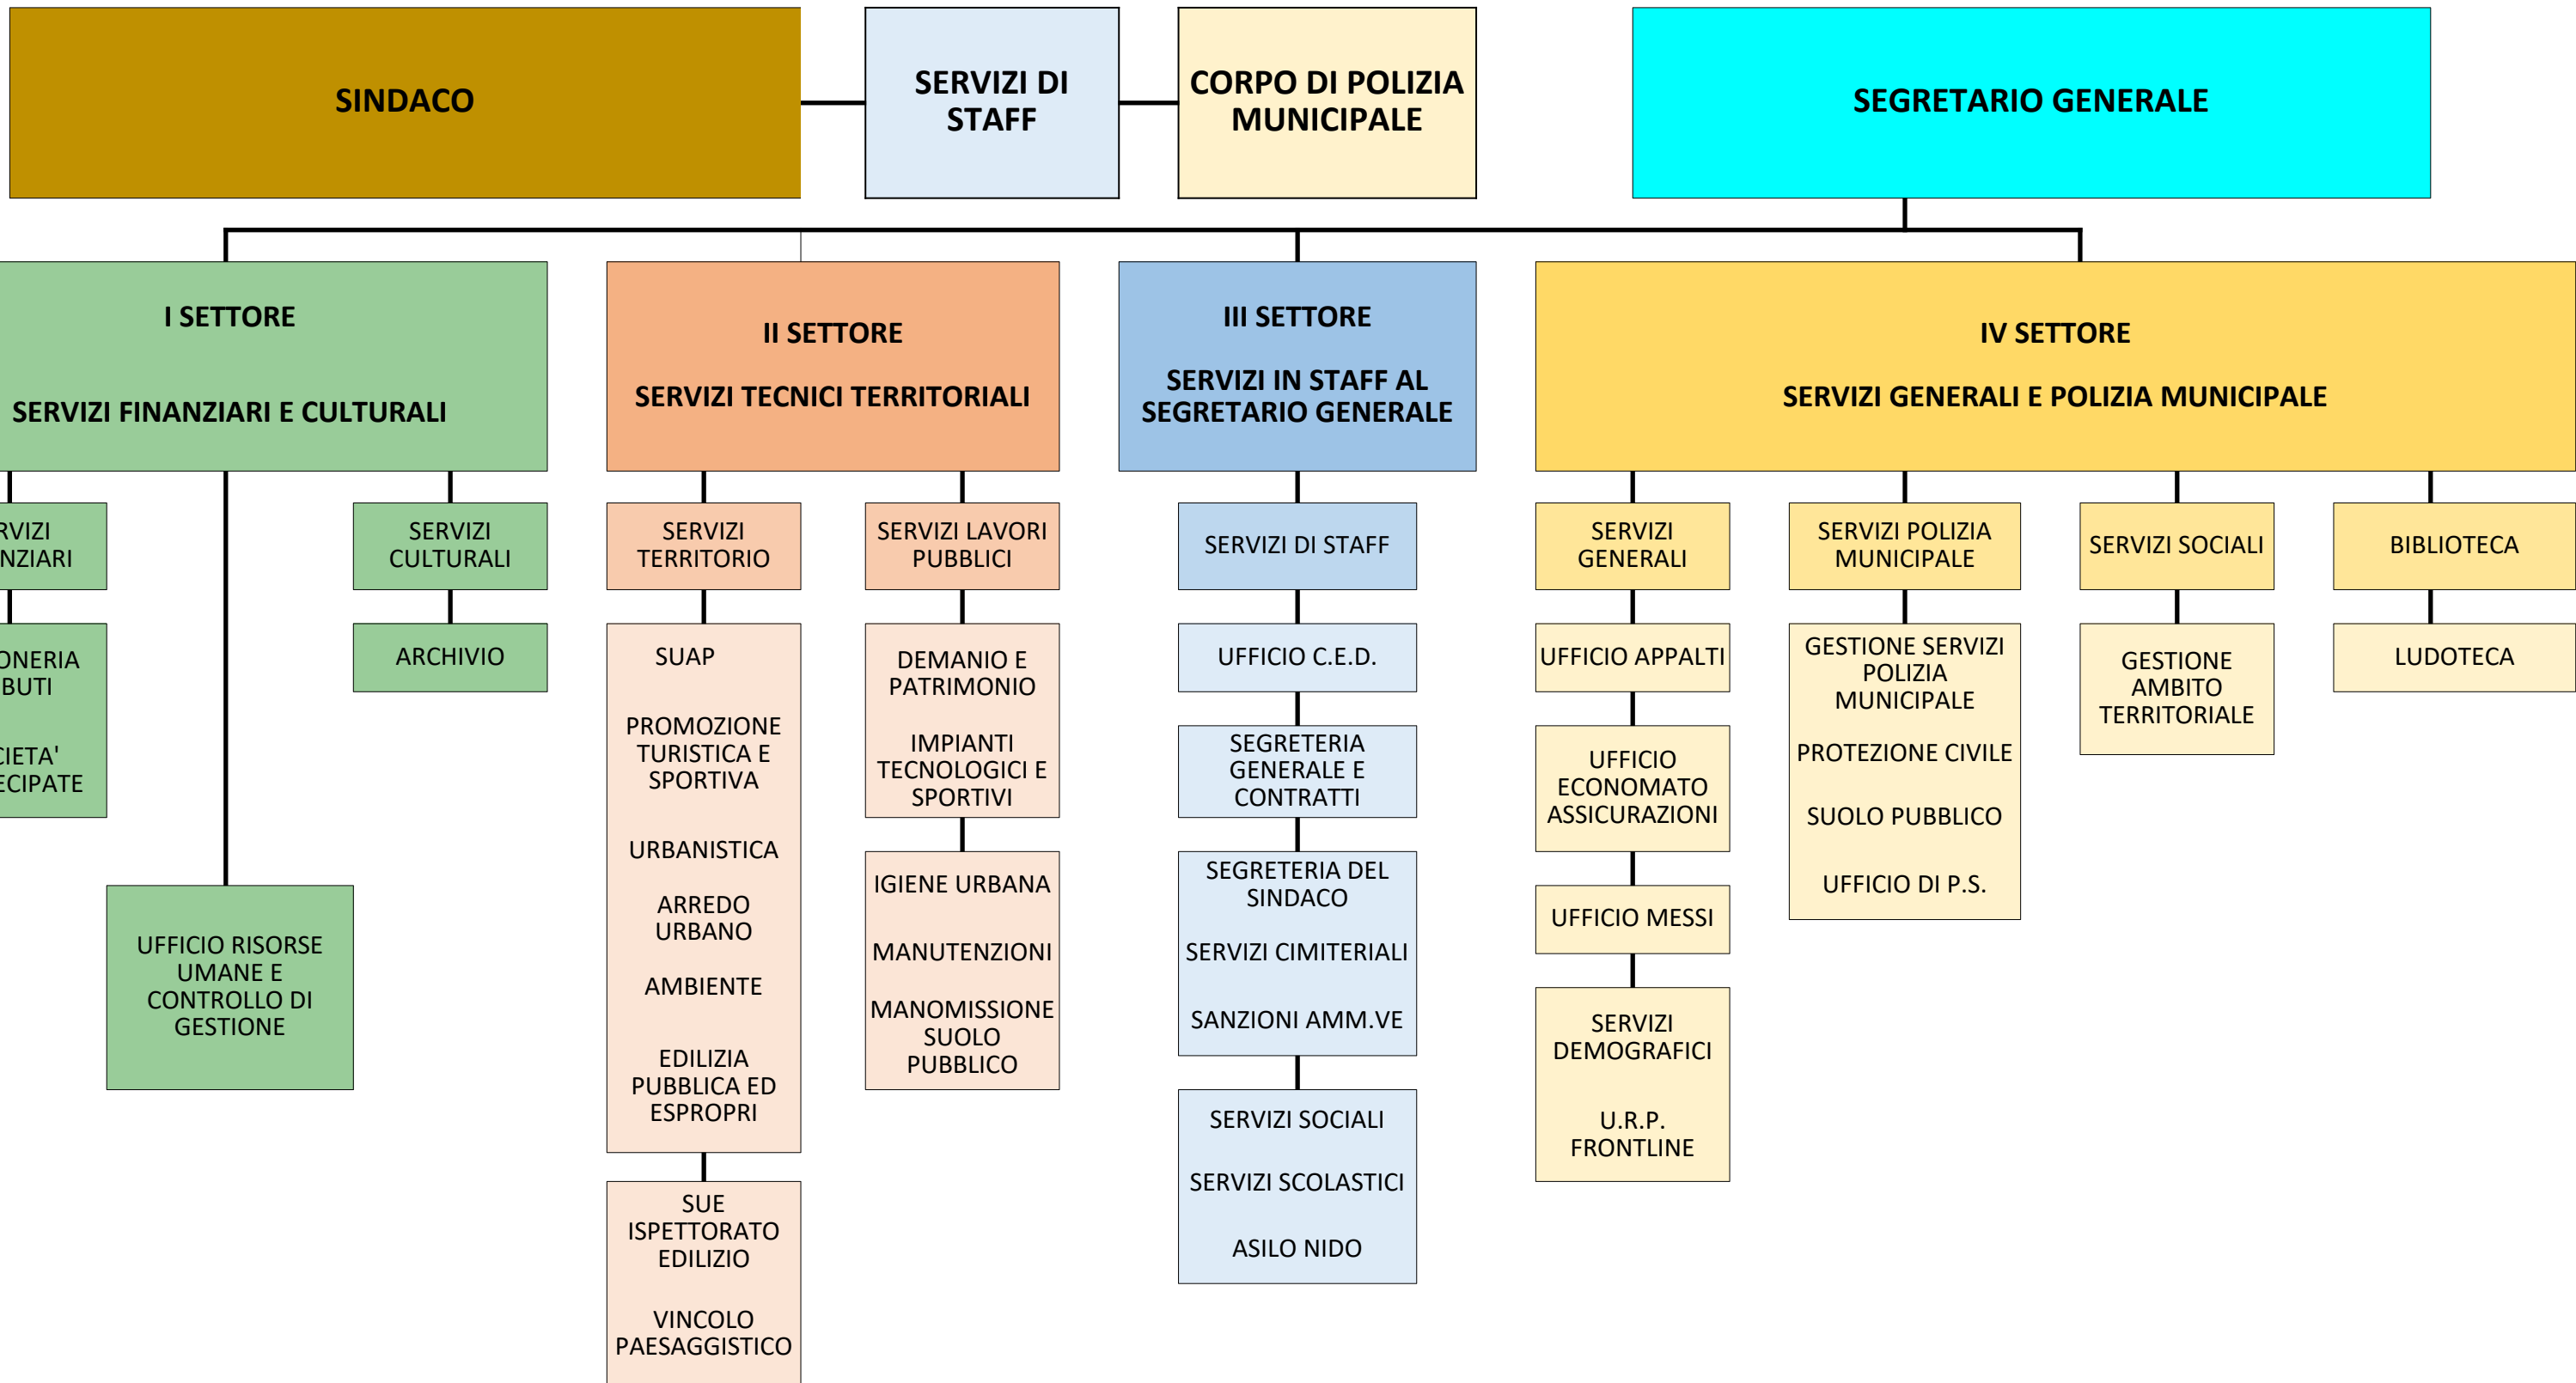 SINDACO
SERVIZI DI
STAFF
CORPO DI POLIZIA
MUNICIPALE
SEGRETARIO GENERALE
I SETTORE
SERVIZI FINANZIARI E CULTURALI
II SETTORE
SERVIZI TECNICI TERRITORIALI
III SETTORE
SERVIZI IN STAFF AL
SEGRETARIO GENERALE
IV SETTORE
SERVIZI GENERALI E POLIZIA MUNICIPALE
SERVIZI
CULTURALI
ARCHIVIO
UFFICIO RISORSE
UMANE E
CONTROLLO DI
GESTIONE
SERVIZI
TERRITORIO
SUAP
PROMOZIONE
TURISTICA E
SPORTIVA
URBANISTICA
ARREDO
URBANO
AMBIENTE
EDILIZIA
PUBBLICA ED
ESPROPRI
SUE
ISPETTORATO
EDILIZIO
VINCOLO
PAESAGGISTICO
SERVIZI LAVORI
PUBBLICI
DEMANIO E
PATRIMONIO
IMPIANTI
TECNOLOGICI E
SPORTIVI
IGIENE URBANA
MANUTENZIONI
MANOMISSIONE
SUOLO
PUBBLICO
SERVIZI DI STAFF
UFFICIO C.E.D.
SEGRETERIA
GENERALE E
CONTRATTI
SEGRETERIA DEL
SINDACO
SERVIZI CIMITERIALI
SANZIONI AMM.VE
SERVIZI SOCIALI
SERVIZI SCOLASTICI
ASILO NIDO
SERVIZI
GENERALI
UFFICIO APPALTI
UFFICIO
ECONOMATO
ASSICURAZIONI
UFFICIO MESSI
SERVIZI
DEMOGRAFICI
U.R.P.
FRONTLINE
SERVIZI POLIZIA
MUNICIPALE
GESTIONE SERVIZI
POLIZIA
MUNICIPALE
PROTEZIONE CIVILE
SUOLO PUBBLICO
UFFICIO DI P.S.
SERVIZI SOCIALI
GESTIONE
AMBITO
TERRITORIALE
BIBLIOTECA
LUDOTECA